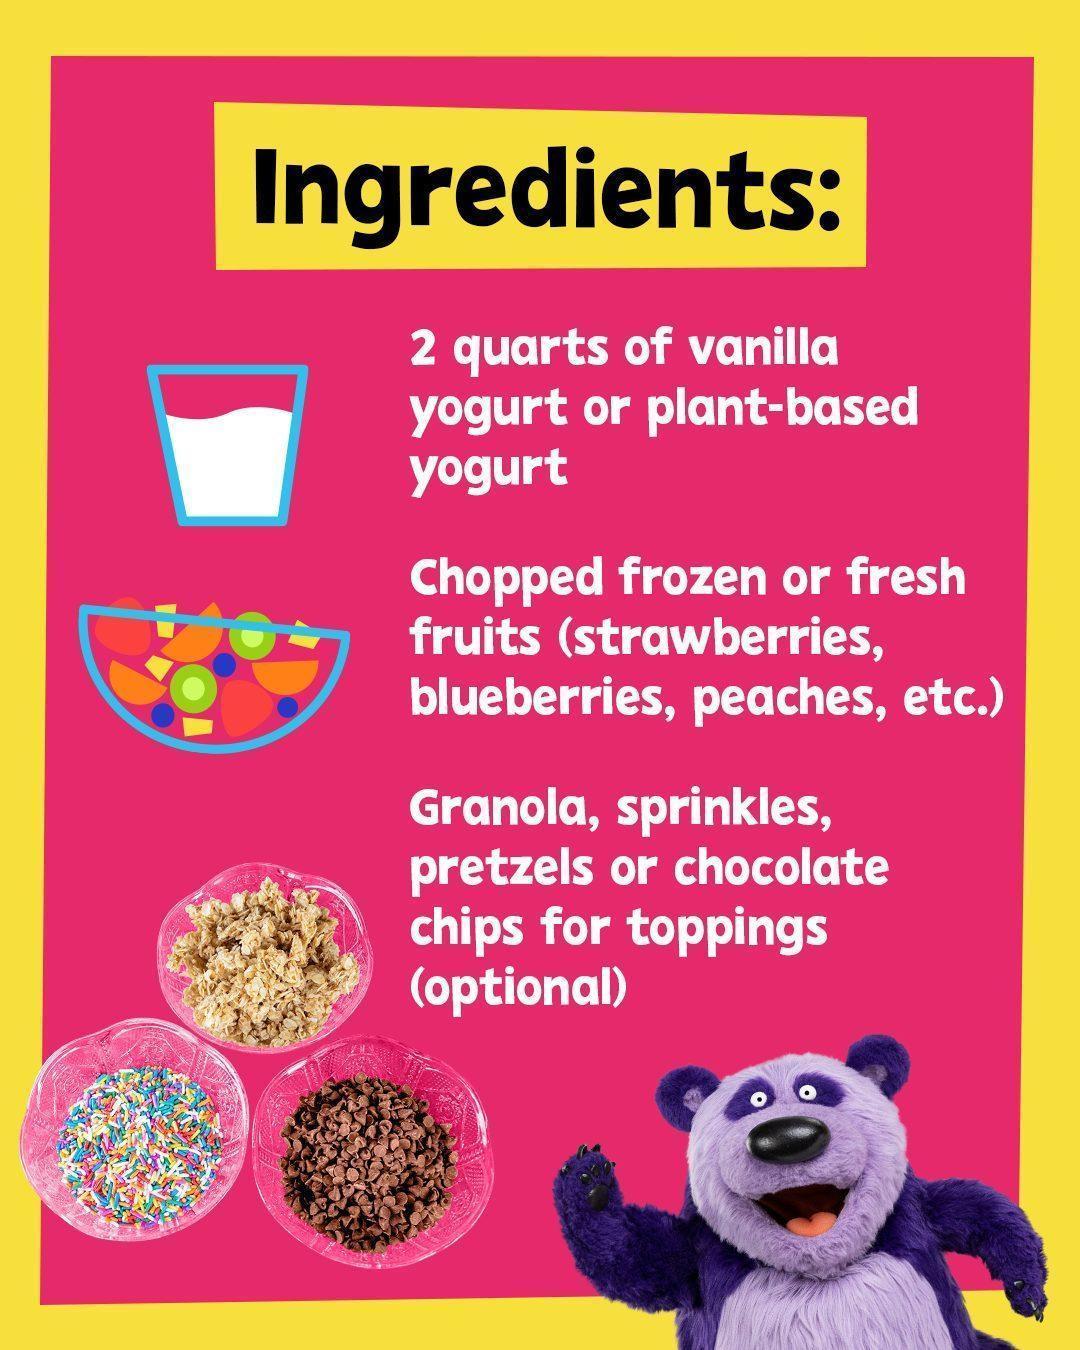 Ingredients:
2 quarts of vanilla
yogurt or plant-based
yogurt
Chopped frozen or fresh
fruits (strawberries,
blueberries, peaches, etc.)
Granola, sprinkles,
pretzels or chocolate
chips for toppings
(optional)